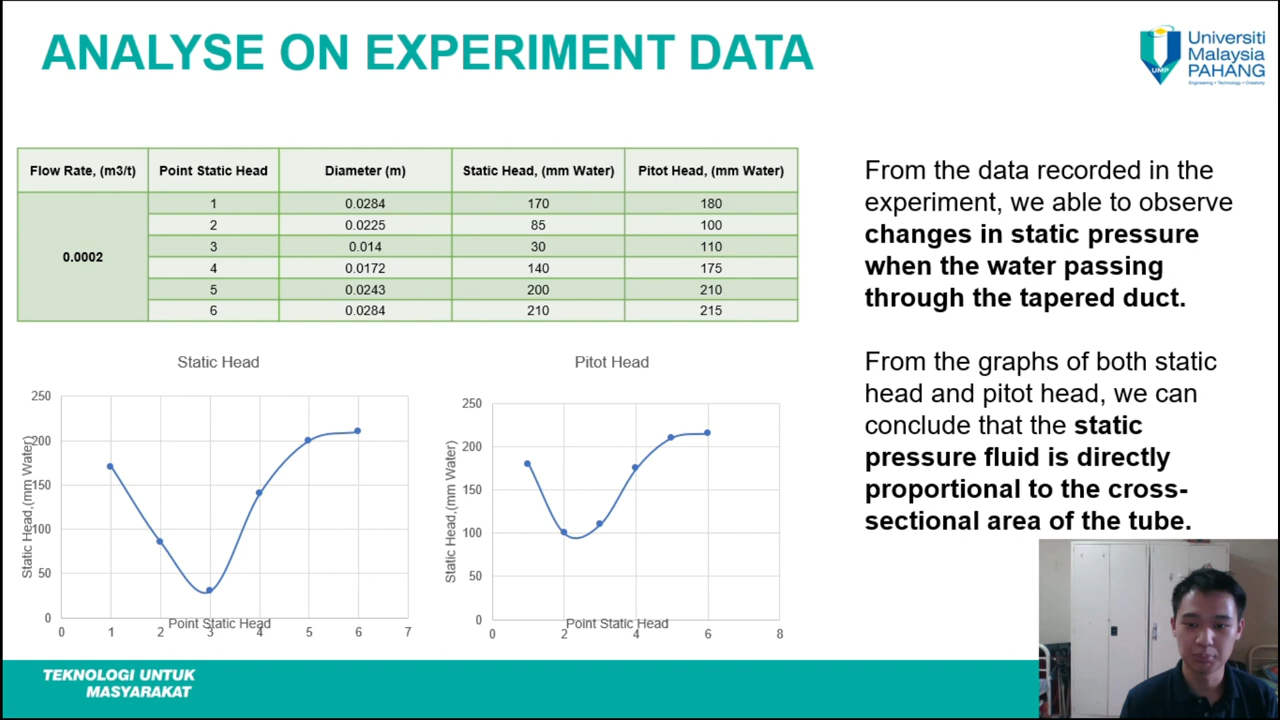 ANALYSE ON EXPERIMENT DATA
Universiti
Malaysia
PAHANG
Engineering • Technology • Creativity
UMP
Flow Rate, (m3/t) Point Static Head Diameter (m) Static Head, (mm Water) Pitot Head, (mm Water)
0.0002
1 0.0284 170 180
2 0.0225 85 100
3 0.014 30 110
4 0.0172 140 175
5 0.0243 200 210
6 0.0284 210 215
From the data recorded in the
experiment, we able to observe
changes in static pressure
when the water passing
through the tapered duct.
From the graphs of both static
head and pitot head, we can
conclude that the static
pressure fluid is directly
proportional to the cross-
sectional area of the tube.
Static Head
250
200
150
100
50
0
Static Head,(mm Water)
0 1 2 3 4 5 6 7
Point Static Head
Pitot Head
250
200
150
100
50
0
Static Head,(mm Water)
0 2 4 6 8
Point Static Head
TEKNOLOGI UNTUK
MASYARAKAT